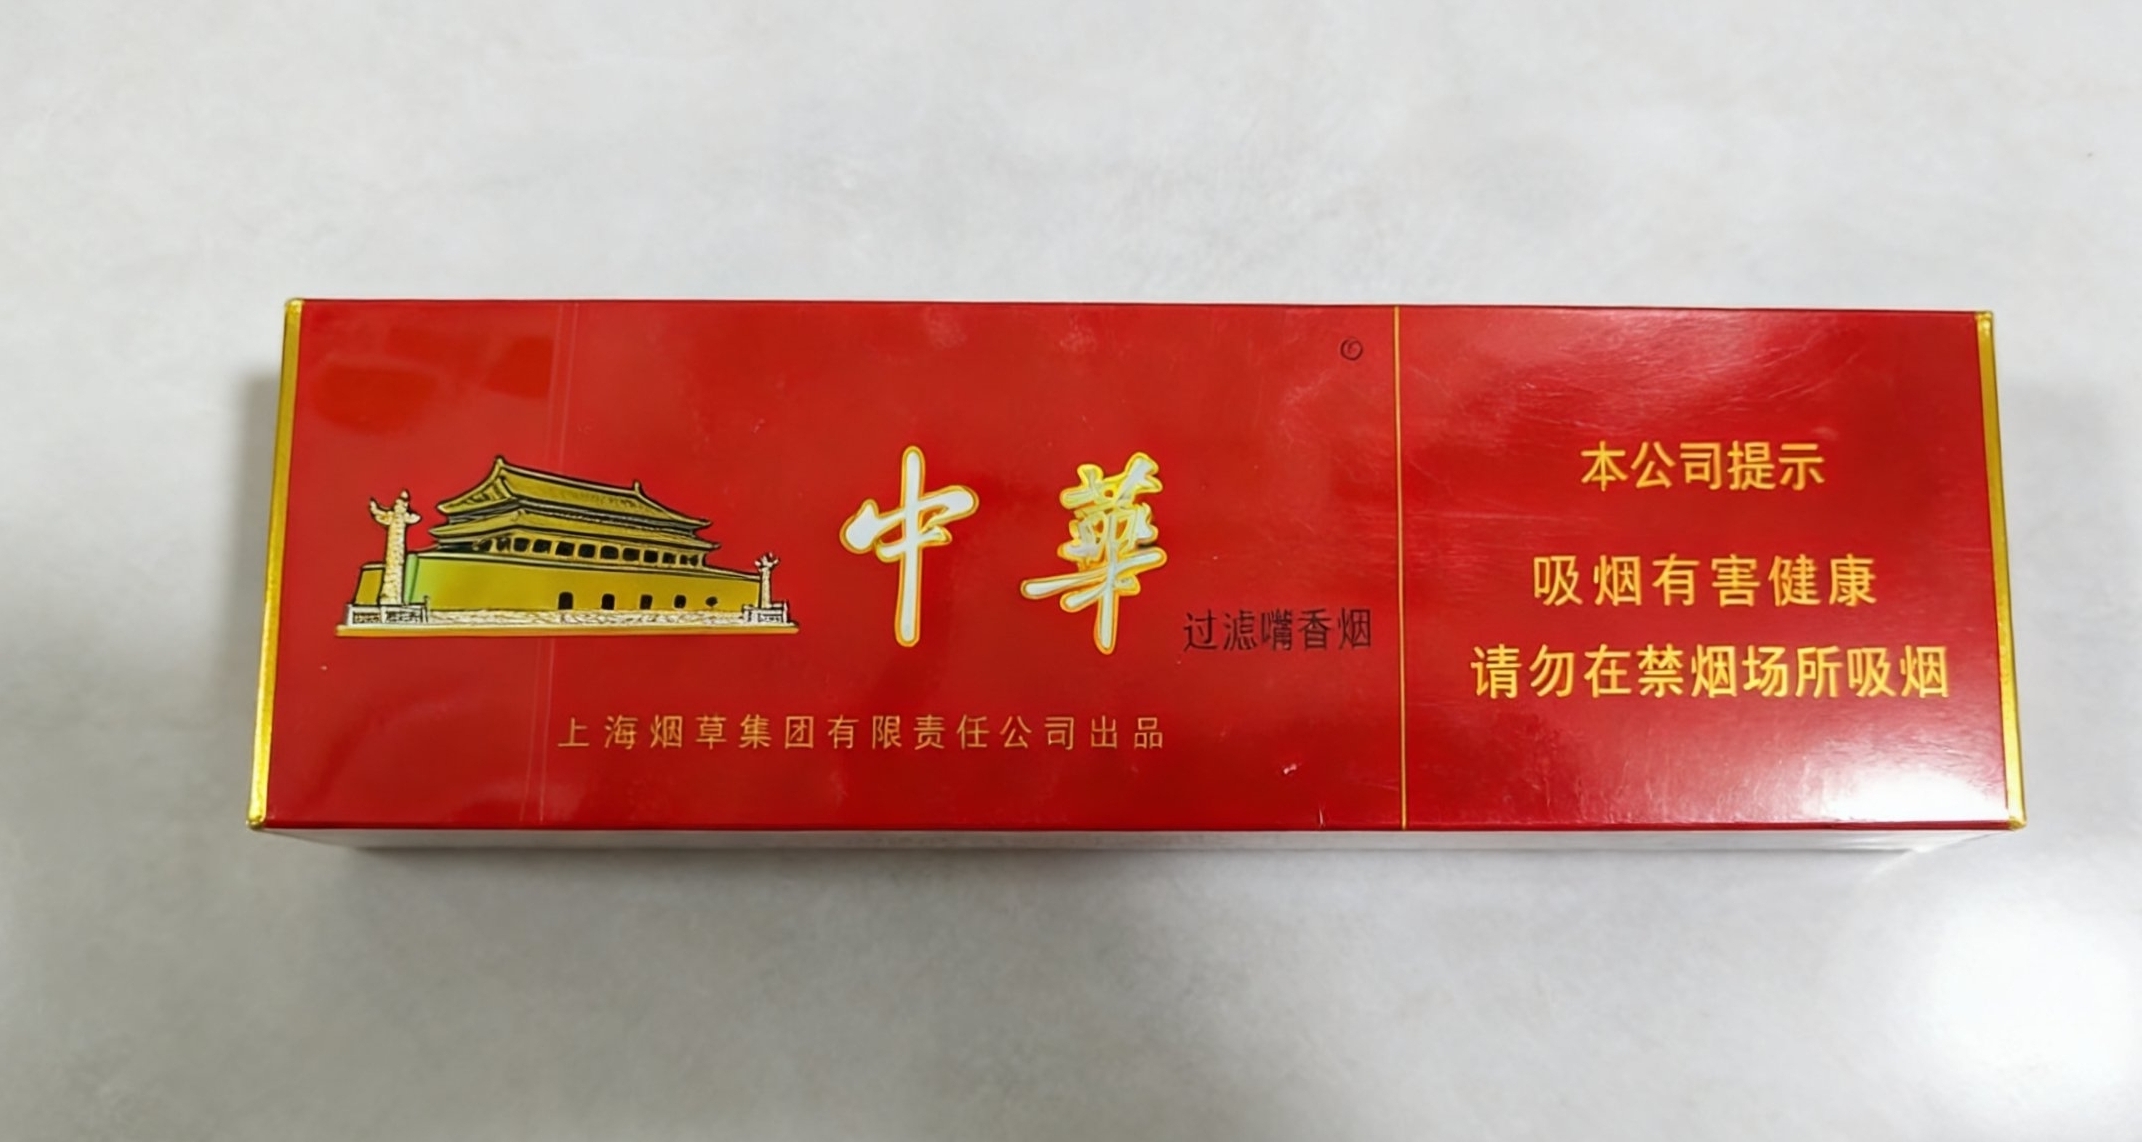 中華
过滤嘴香烟
上海烟草集团有限责任公司出品
本公司提示
吸烟有害健康
请勿在禁烟场所吸烟